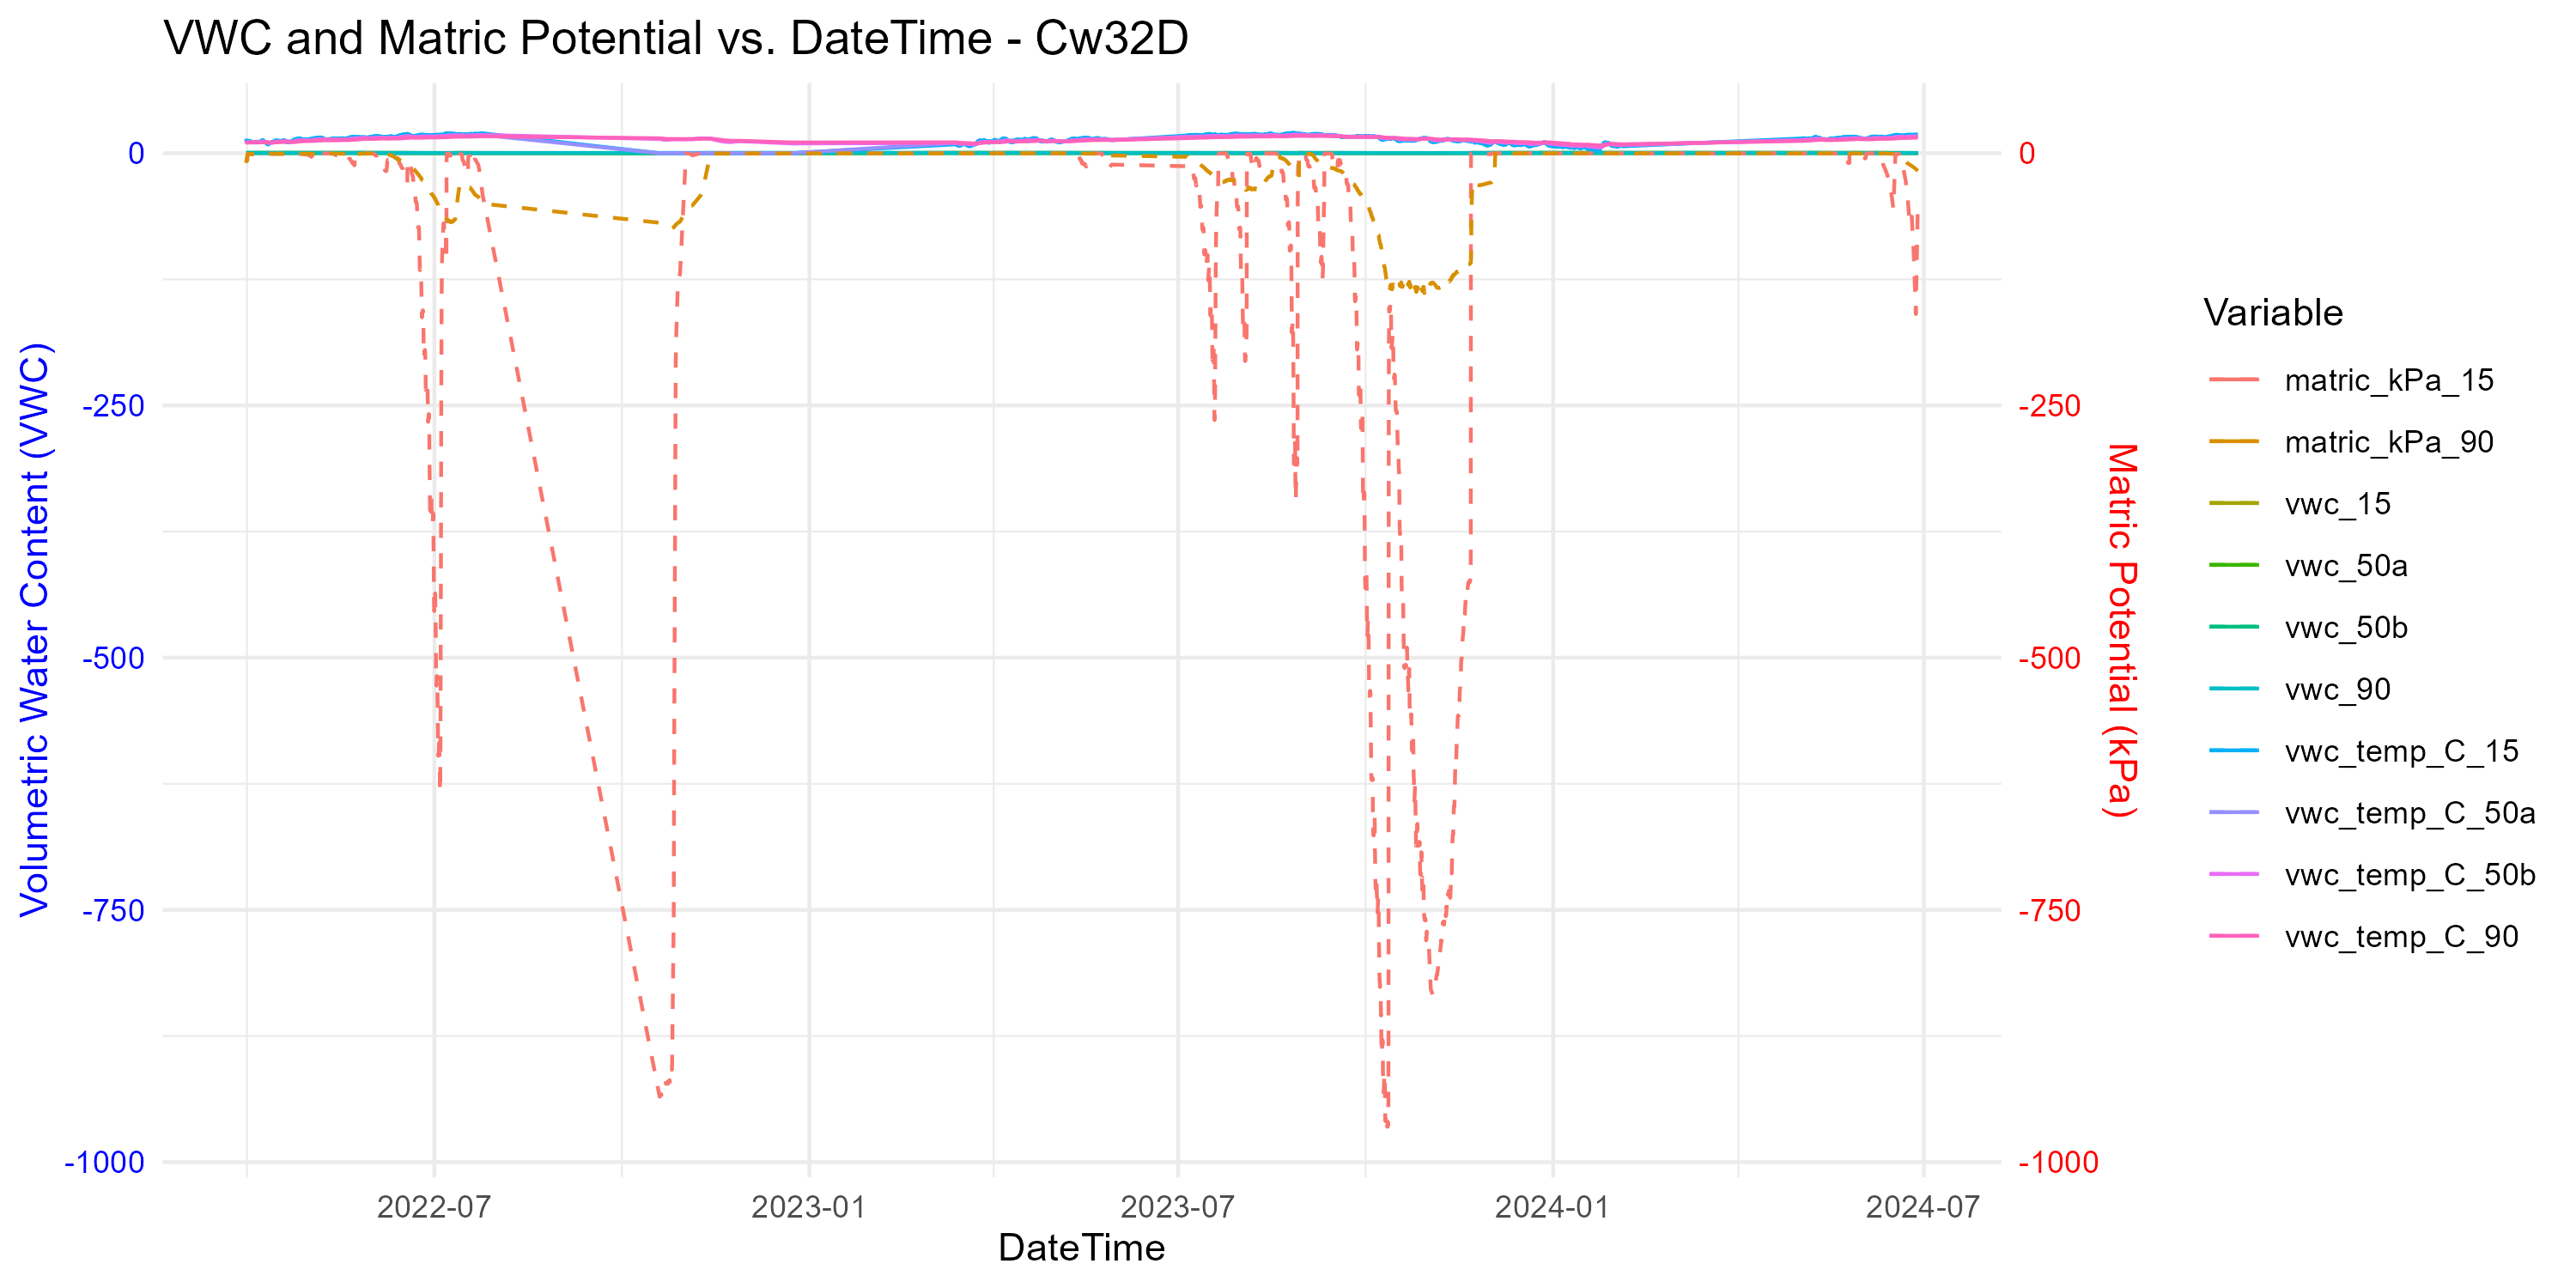 VWC and Matric Potential vs. DateTime - Cw32D
Volumetric Water Content (VWC)
0
-250
-500
-750
-1000
0
-250
-500
-750
-1000
Matric Potential (kPa)
2022-07
2023-01
2023-07
2024-01
2024-07
DateTime
Variable
matric_kPa_15
matric_kPa_90
vwc_15
vwc_50a
vwc_50b
vwc_90
vwc_temp_C_15
vwc_temp_C_50a
vwc_temp_C_50b
vwc_temp_C_90